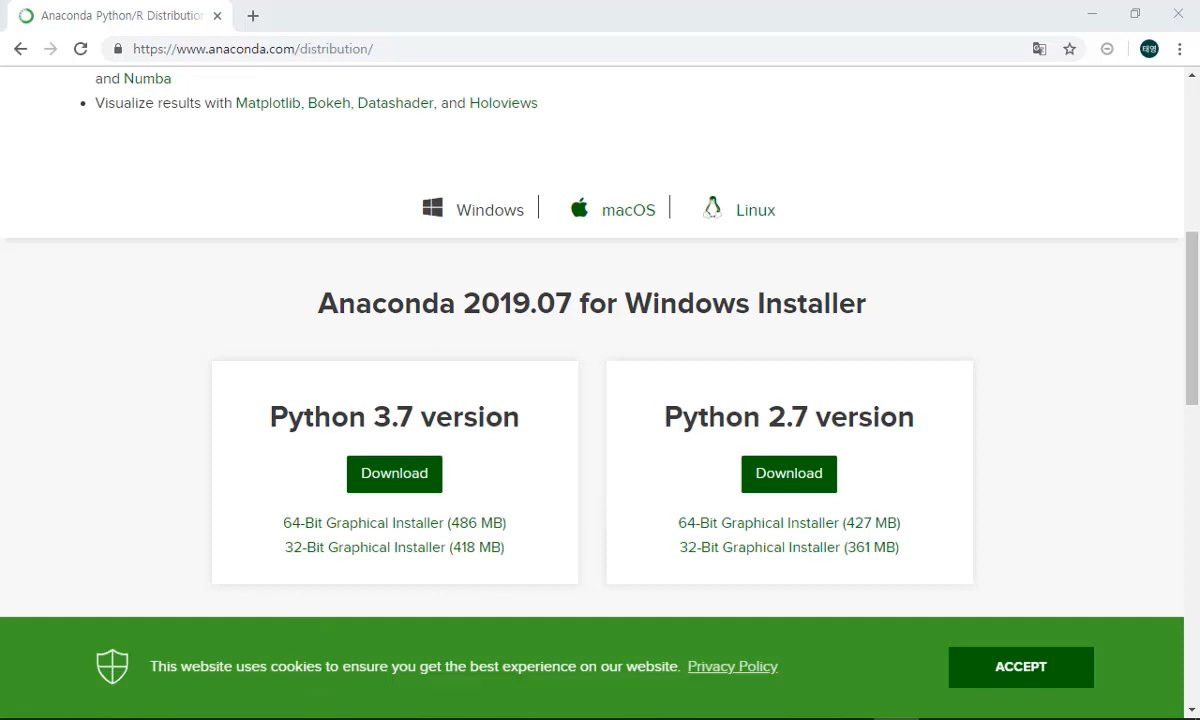 Anaconda Python/R Distribution
https://www.anaconda.com/distribution/
태영
and Numba
Visualize results with Matplotlib, Bokeh, Datashader, and Holoviews
Windows
macOS
Linux
Anaconda 2019.07 for Windows Installer
Python 3.7 version
Download
64-Bit Graphical Installer (486 MB)
32-Bit Graphical Installer (418 MB)
Python 2.7 version
Download
64-Bit Graphical Installer (427 MB)
32-Bit Graphical Installer (361 MB)
This website uses cookies to ensure you get the best experience on our website. Privacy Policy
ACCEPT